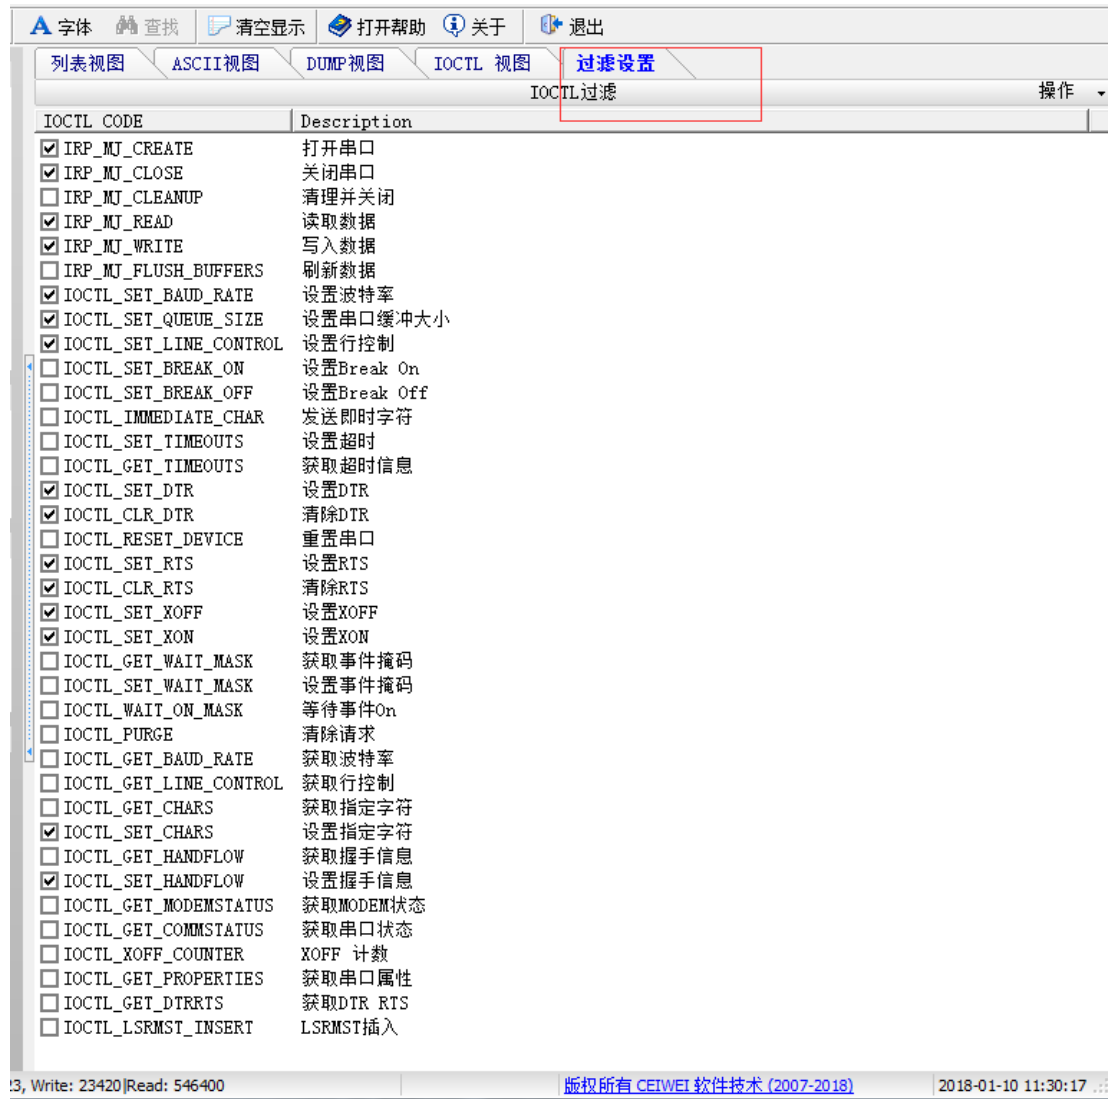 字体 查找 清空显示 打开帮助 关于 退出
列表视图 ASCII视图 DUMP视图 IOCTL 视图 过滤设置
IOCTL过滤 操作
IOCTL CODE Description
IRP_MJ_CREATE 打开串口
IRP_MJ_CLOSE 关闭串口
IRP_MJ_CLEANUP 清理并关闭
IRP_MJ_READ 读取数据
IRP_MJ_WRITE 写入数据
IRP_MJ_FLUSH_BUFFERS 刷新数据
IOCTL_SET_BAUD_RATE 设置波特率
IOCTL_SET_QUEUE_SIZE 设置串口缓冲大小
IOCTL_SET_LINE_CONTROL 设置行控制
IOCTL_SET_BREAK_ON 设置Break On
IOCTL_SET_BREAK_OFF 设置Break Off
IOCTL_IMMEDIATE_CHAR 发送即时字符
IOCTL_SET_TIMEOUTS 设置超时
IOCTL_GET_TIMEOUTS 获取超时信息
IOCTL_SET_DTR 设置DTR
IOCTL_CLR_DTR 清除DTR
IOCTL_RESET_DEVICE 重置串口
IOCTL_SET_RTS 设置RTS
IOCTL_CLR_RTS 清除RTS
IOCTL_SET_XOFF 设置XOFF
IOCTL_SET_XON 设置XON
IOCTL_GET_WAIT_MASK 获取事件掩码
IOCTL_SET_WAIT_MASK 设置事件掩码
IOCTL_WAIT_ON_MASK 等待事件On
IOCTL_PURGE 清除请求
IOCTL_GET_BAUD_RATE 获取波特率
IOCTL_GET_LINE_CONTROL 获取行控制
IOCTL_GET_CHARS 获取指定字符
IOCTL_SET_CHARS 设置指定字符
IOCTL_GET_HANDFLOW 获取握手信息
IOCTL_SET_HANDFLOW 设置握手信息
IOCTL_GET_MODEMSTATUS 获取MODEM状态
IOCTL_GET_COMMSTATUS 获取串口状态
IOCTL_XOFF_COUNTER XOFF 计数
IOCTL_GET_PROPERTIES 获取串口属性
IOCTL_GET_DTRRTS 获取DTR RTS
IOCTL_LSRMST_INSERT LSRMST插入
3, Write: 23420|Read: 546400 版权所有 CEIWEI 软件技术 (2007-2018) 2018-01-10 11:30:17